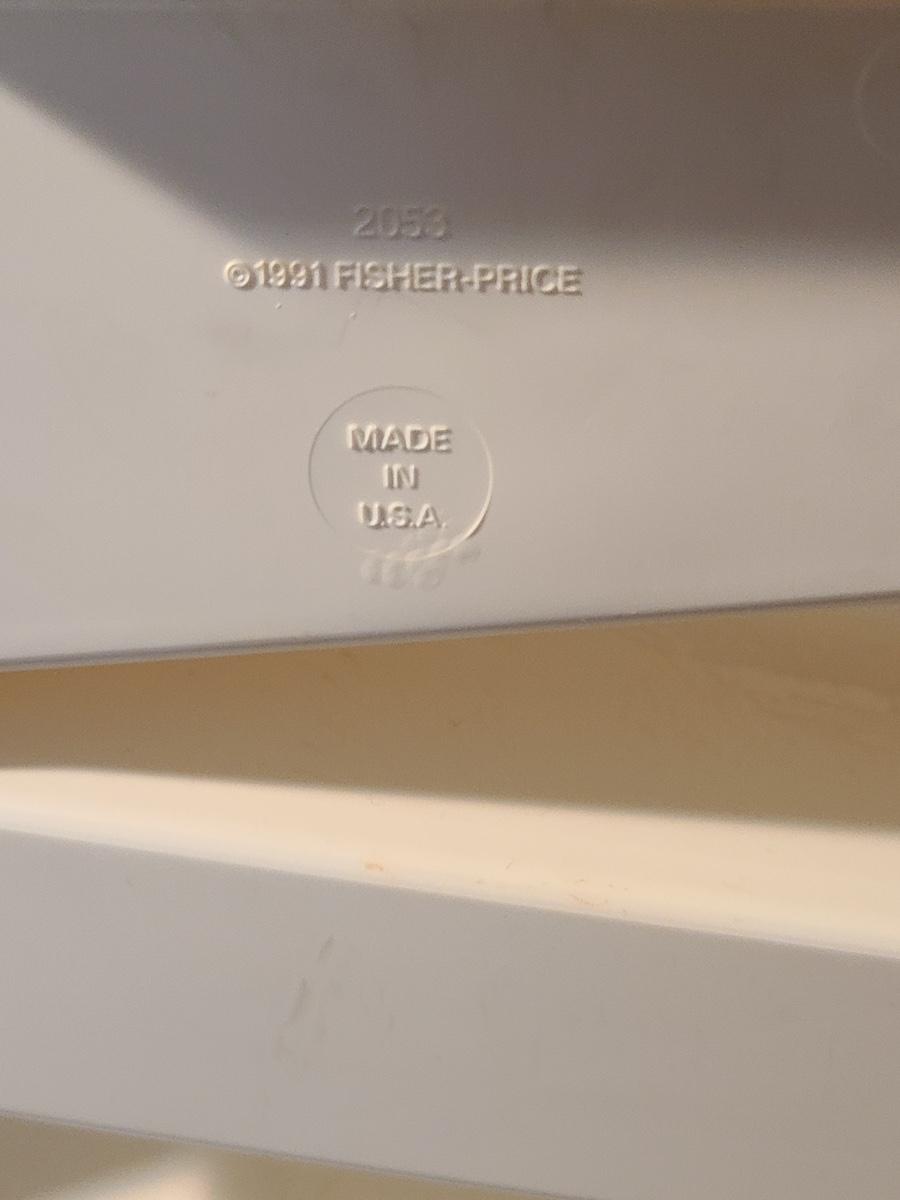 2053
©1991 FISHER-PRICE
MADE
IN
U.S.A.